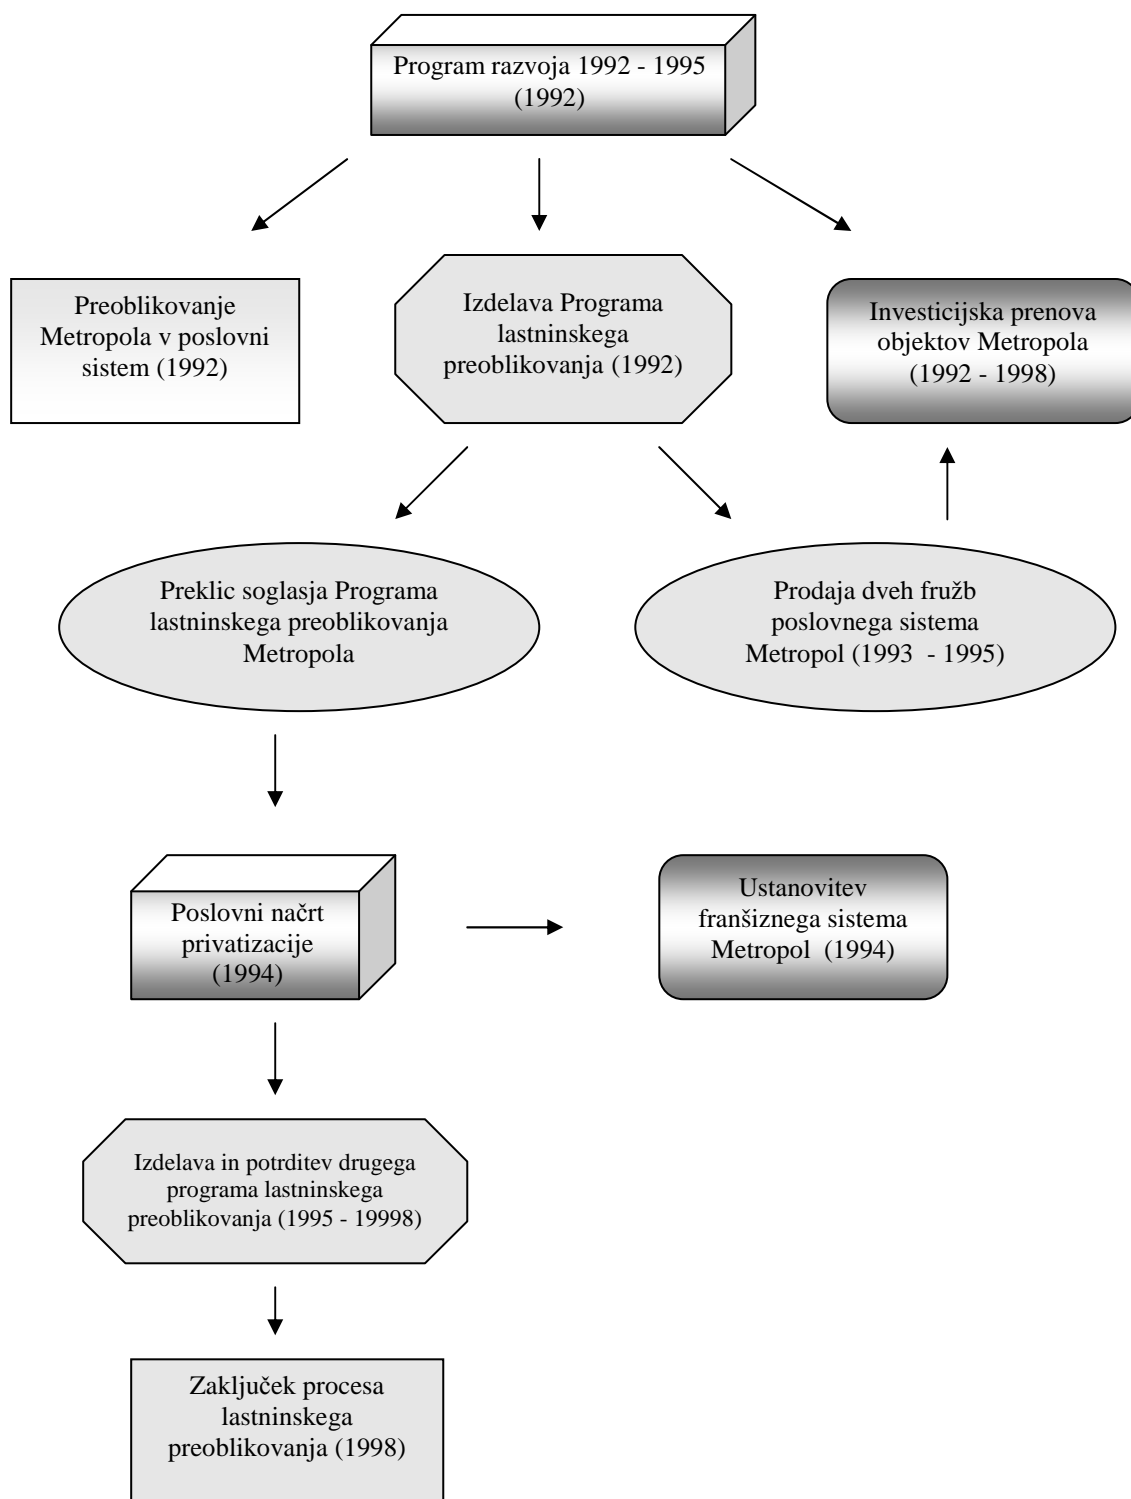 Program razvoja 1992 - 1995
(1992)
Preoblikovanje
Metropola v poslovni
sistem (1992)
Izdelava Programa
lastninskega
preoblikovanja (1992)
Investicijska prenova
objektov Metropola
(1992 - 1998)
Preklic soglasja Programa
lastninskega preoblikovanja
Metropola
Prodaja dveh fružb
poslovnega sistema
Metropol (1993 - 1995)
Poslovni načrt
privatizacije
(1994)
Ustanovitev
franšiznega sistema
Metropol (1994)
Izdelava in potrditev drugega
programa lastninskega
preoblikovanja (1995 - 19998)
Zaključek procesa
lastninskega
preoblikovanja (1998)